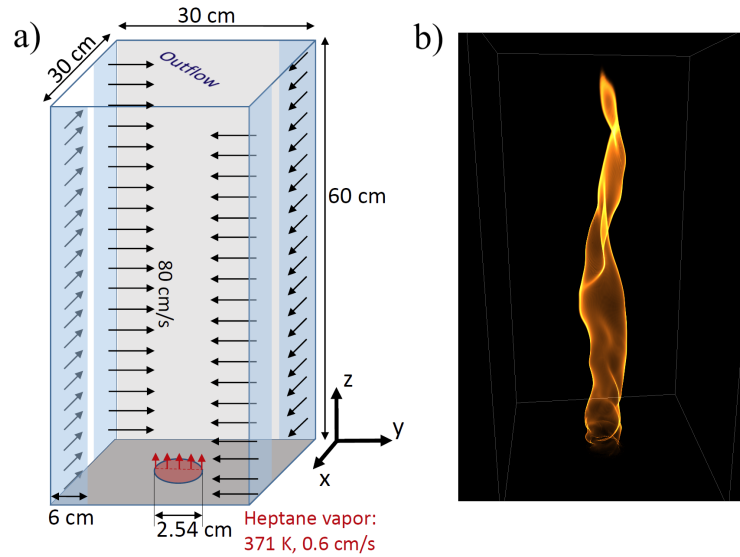 a)
30 cm
30 cm
Outflow
60 cm
80 cm/s
z
y
x
6 cm
2.54 cm
Heptane vapor:
371 K, 0.6 cm/s
b)